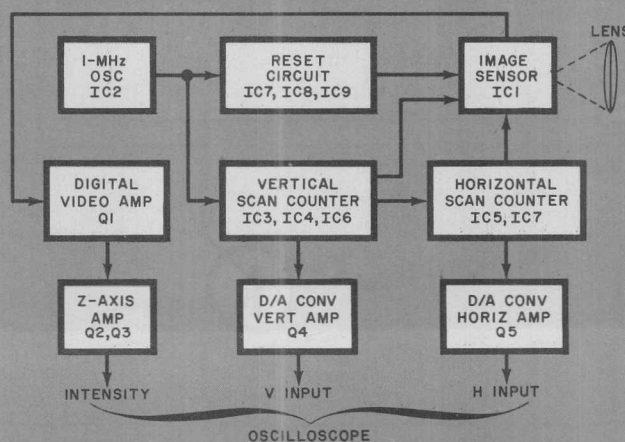 LENS
1-MHz
OSC
IC2
RESET
CIRCUIT
IC7, IC8, IC9
IMAGE
SENSOR
IC1
DIGITAL
VIDEO AMP
Q1
VERTICAL
SCAN COUNTER
IC3, IC4, IC6
HORIZONTAL
SCAN COUNTER
IC5, IC7
Z-AXIS
AMP
Q2,Q3
D/A CONV
VERT AMP
Q4
D/A CONV
HORIZ AMP
Q5
INTENSITY
V INPUT
H INPUT
OSCILLOSCOPE